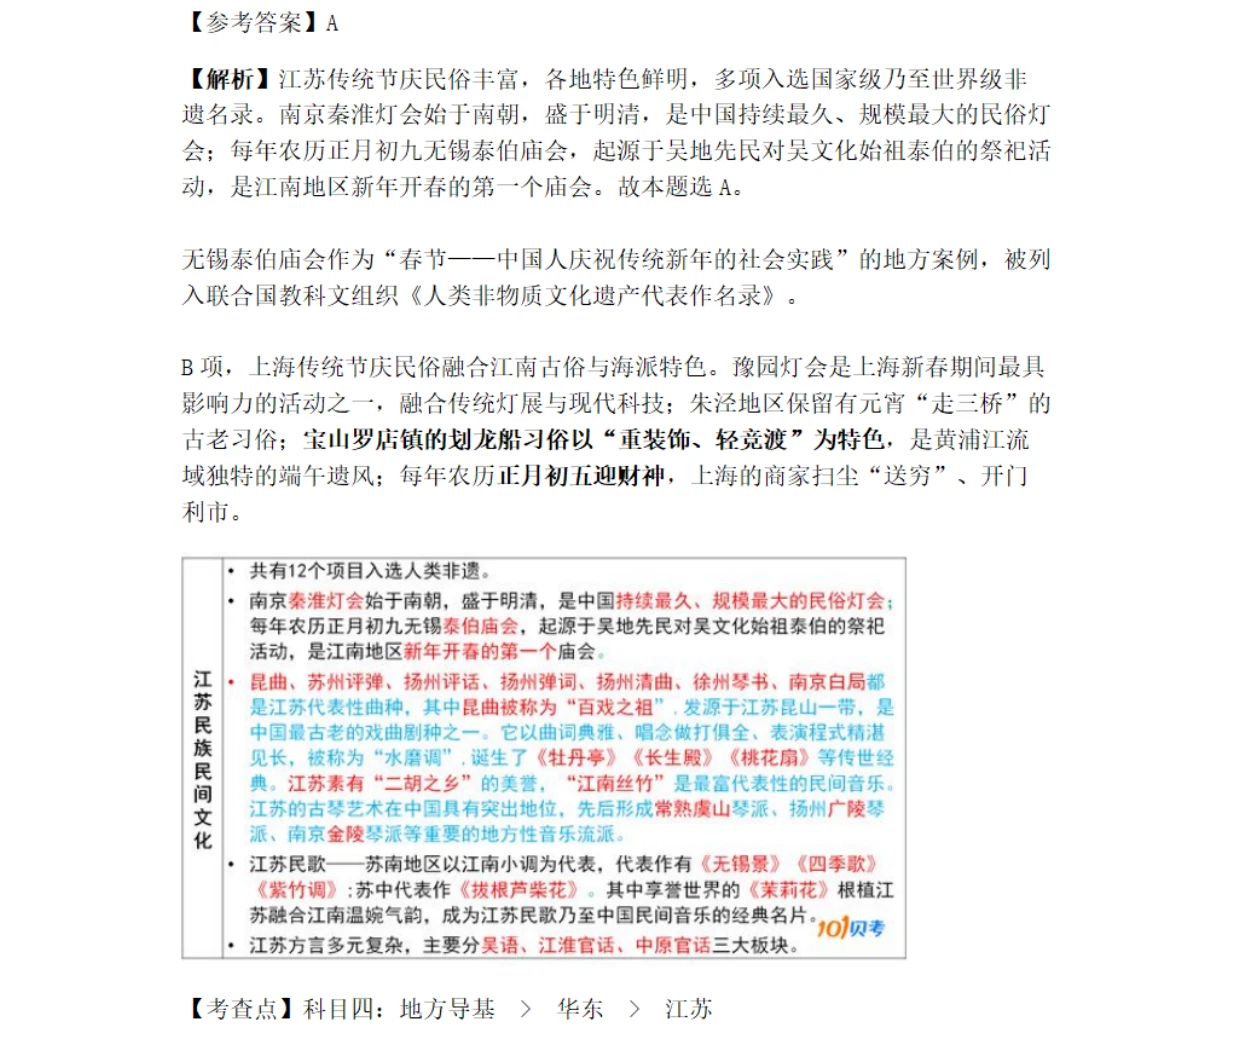 【参考答案】A
【解析】江苏传统节庆民俗丰富，各地特色鲜明，多项入选国家级乃至世界级非
遗名录。南京秦淮灯会始于南朝，盛于明清，是中国持续最久、规模最大的民俗灯
会；每年农历正月初九无锡泰伯庙会，起源于吴地先民对吴文化始祖泰伯的祭祀活
动，是江南地区新年开春的第一个庙会。故本题选 A。
无锡泰伯庙会作为“春节——中国人庆祝传统新年的社会实践”的地方案例，被列
入联合国教科文组织《人类非物质文化遗产代表作名录》。
B 项，上海传统节庆民俗融合江南古俗与海派特色。豫园灯会是上海新春期间最具
影响力的活动之一，融合传统灯展与现代科技；朱泾地区保留有元宵“走三桥”的
古老习俗；宝山罗店镇的划龙船习俗以“重装饰、轻竞渡”为特色，是黄浦江流
域独特的端午遗风；每年农历正月初五迎财神，上海的商家扫尘“送穷”、开门
利市。
江苏民族民间文化
• 共有12个项目入选人类非遗。
• 南京秦淮灯会始于南朝，盛于明清，是中国持续最久、规模最大的民俗灯会；
每年农历正月初九无锡泰伯庙会，起源于吴地先民对吴文化始祖泰伯的祭祀
活动，是江南地区新年开春的第一个庙会。
• 昆曲、苏州评弹、扬州评话、扬州弹词、扬州清曲、徐州琴书、南京白局都
是江苏代表性曲种，其中昆曲被称为“百戏之祖”.发源于江苏昆山一带，是
中国最古老的戏曲剧种之一。它以曲词典雅、唱念做打俱全、表演程式精湛
见长，被称为“水磨调”.诞生了《牡丹亭》《长生殿》《桃花扇》等传世经
典。江苏素有“二胡之乡”的美誉，“江南丝竹”是最富代表性的民间音乐。
江苏的古琴艺术在中国具有突出地位，先后形成常熟虞山琴派、扬州广陵琴
派、南京金陵琴派等重要的地方性音乐流派。
• 江苏民歌——苏南地区以江南小调为代表，代表作有《无锡景》《四季歌》
《紫竹调》;苏中代表作《拔根芦柴花》。其中享誉世界的《茉莉花》根植江
苏融合江南温婉气韵，成为江苏民歌乃至中国民间音乐的经典名片。
101贝考
• 江苏方言多元复杂，主要分吴语、江淮官话、中原官话三大板块。
【考查点】科目四：地方导基 > 华东 > 江苏